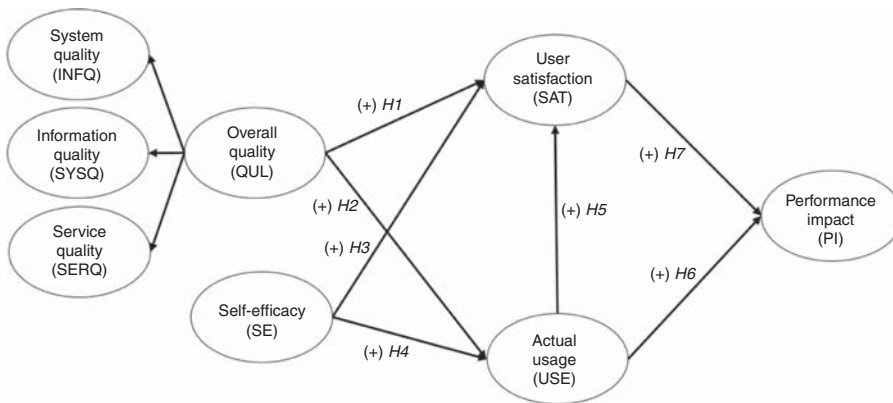 System
quality
(INFQ)
Information
quality
(SYSQ)
Service
quality
(SERQ)
Overall
quality
(QUL)
Self-efficacy
(SE)
(+) H1
(+) H2
(+) H3
(+) H4
User
satisfaction
(SAT)
(+) H5
Actual
usage
(USE)
(+) H7
(+) H6
Performance
impact
(PI)